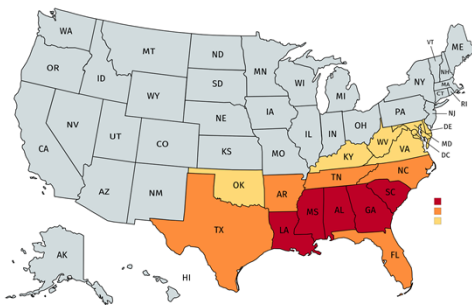 WA
MT
ND
MN
VT
ME
OR
ID
SD
WI
MI
NY
NH
MA
CT
RI
WY
IA
PA
NJ
NV
NE
IL
IN
OH
DE
UT
CO
KS
MO
KY
WV
VA
MD
DC
CA
AZ
NM
OK
AR
TN
NC
SC
TX
LA
MS
AL
GA
FL
AK
HI